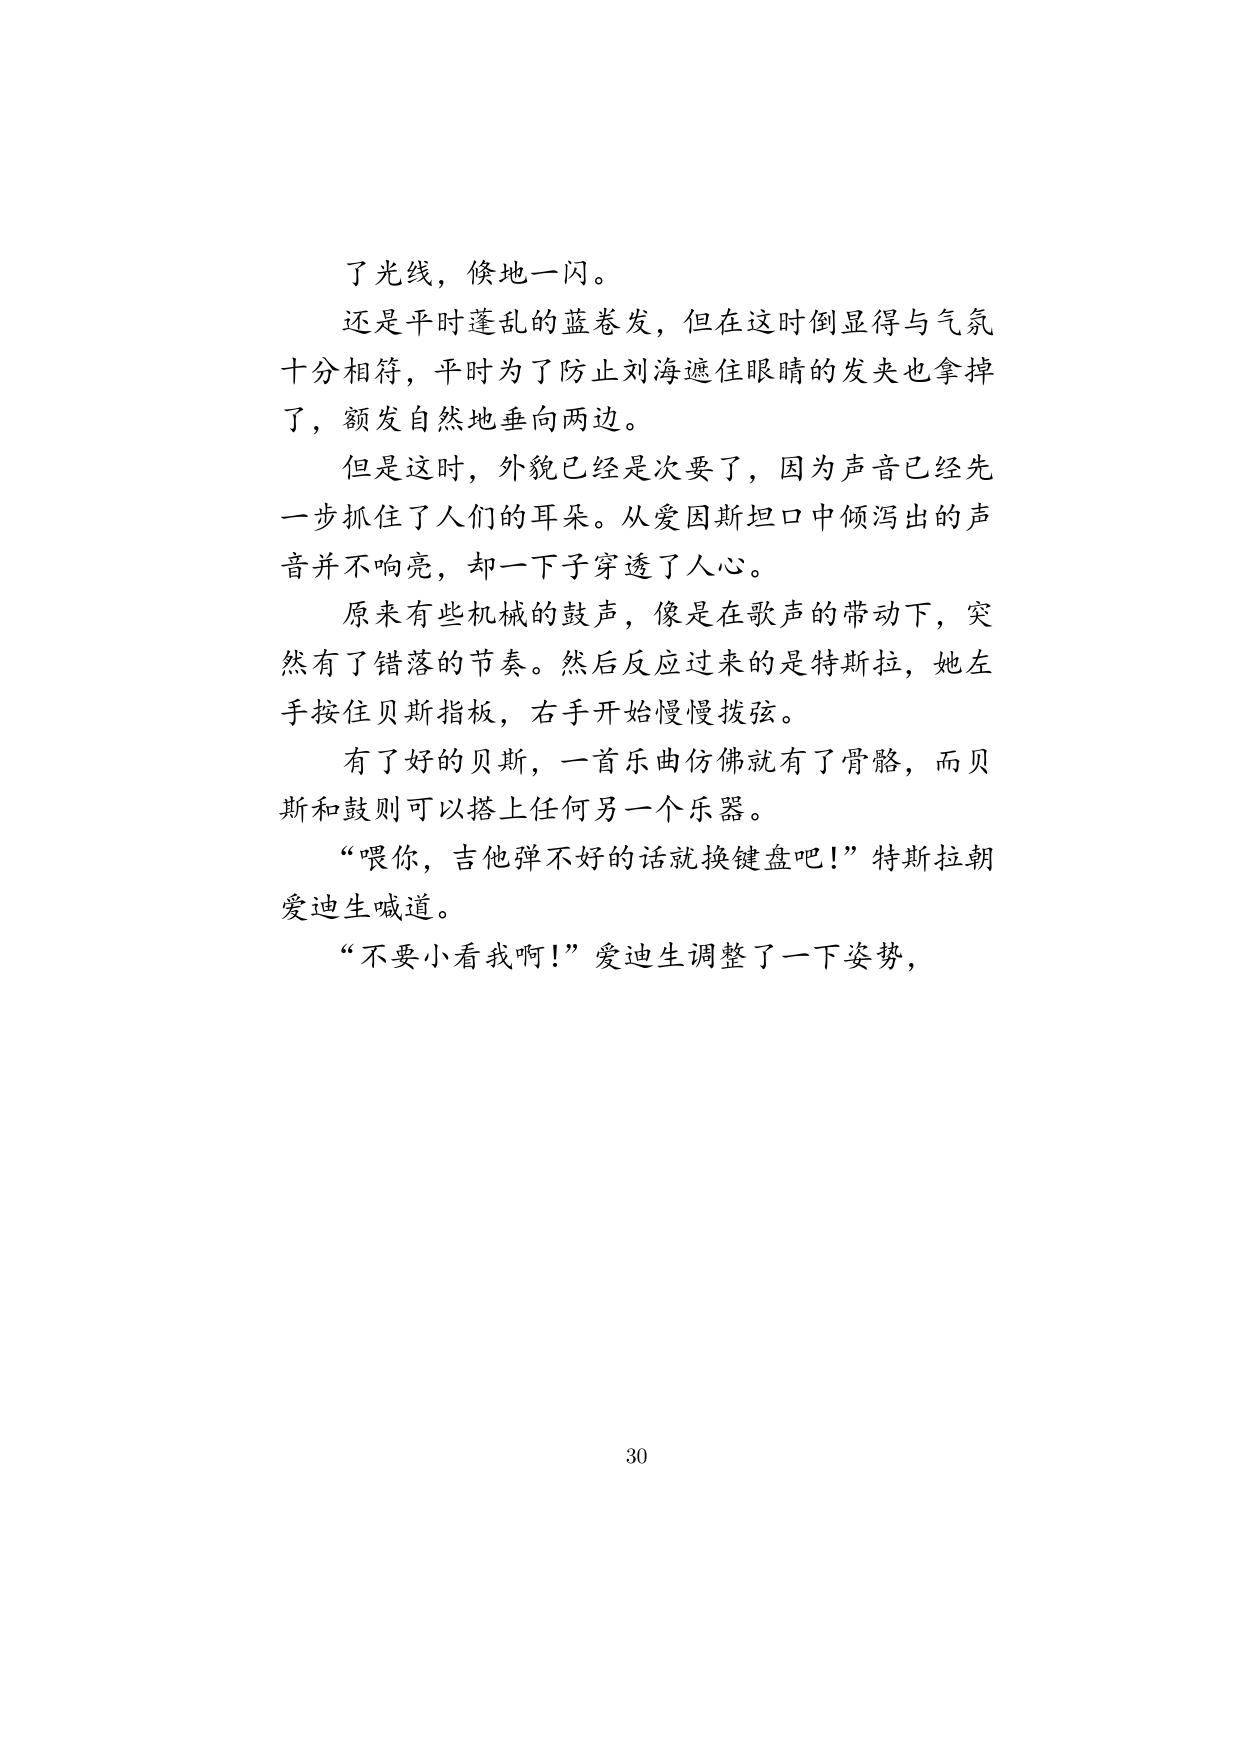 了光线，倏地一闪。
还是平时蓬乱的蓝卷发，但在这时倒显得与气氛
十分相符，平时为了防止刘海遮住眼睛的发夹也拿掉
了，额发自然地垂向两边。
但是这时，外貌已经是次要了，因为声音已经先
一步抓住了人们的耳朵。从爱因斯坦口中倾泻出的声
音并不响亮，却一下子穿透了人心。
原来有些机械的鼓声，像是在歌声的带动下，突
然有了错落的节奏。然后反应过来的是特斯拉，她左
手按住贝斯指板，右手开始慢慢拨弦。
有了好的贝斯，一首乐曲仿佛就有了骨骼，而贝
斯和鼓则可以搭上任何另一个乐器。
“喂你，吉他弹不好的话就换键盘吧！”特斯拉朝
爱迪生喊道。
“不要小看我啊！”爱迪生调整了一下姿势，
30